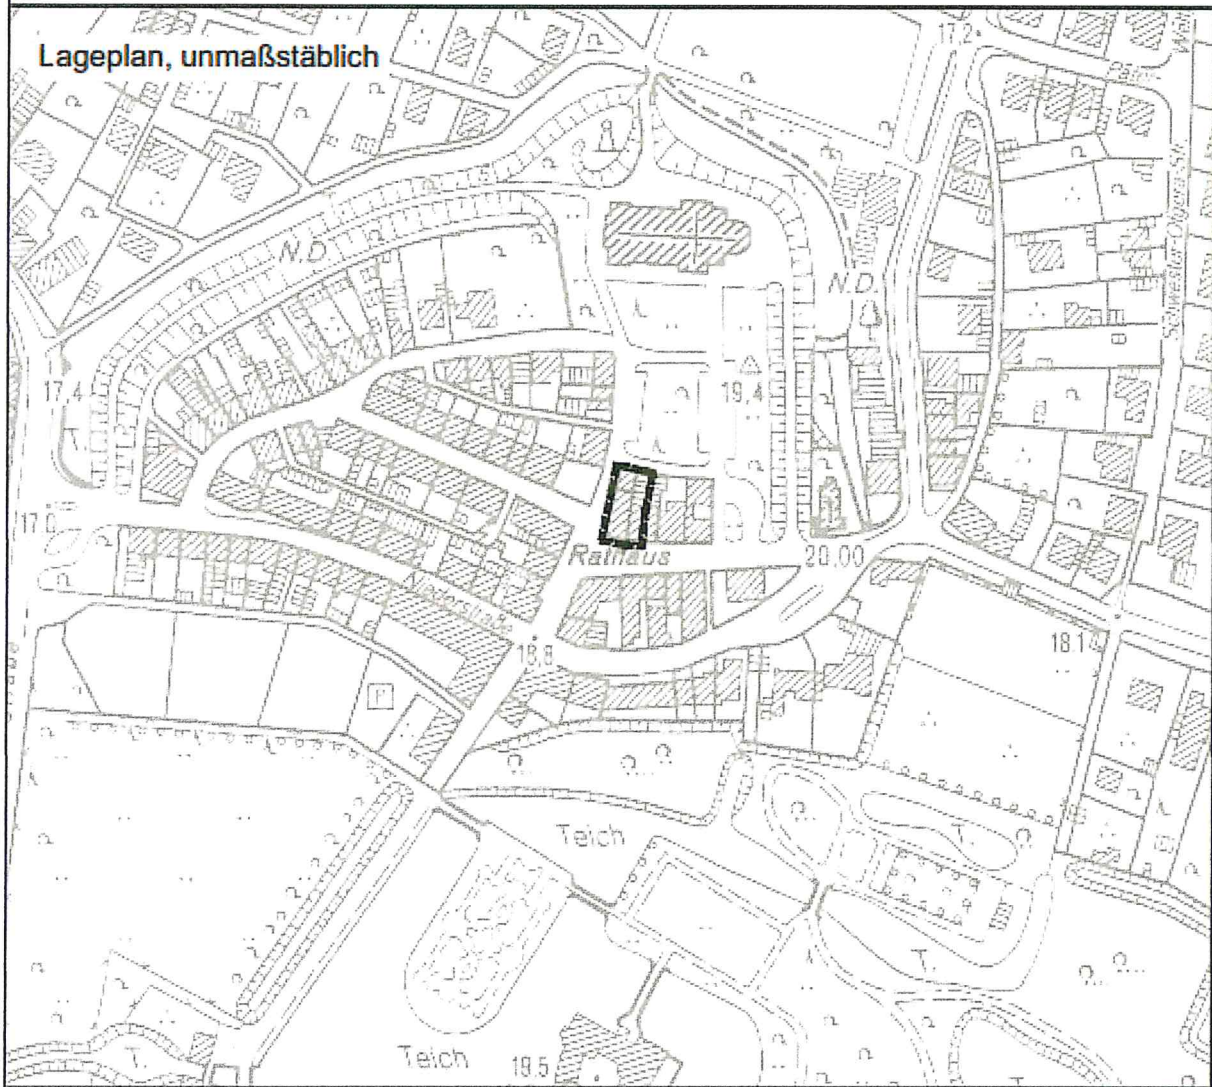 Lageplan, unmaßstäblich
17.2
N.D.
N.D.
17.4
T.
19.4
17.0
Rathaus
20.00
18.8
18.1
P
Teich
T.
T.
Teich
19.5
T.
T.